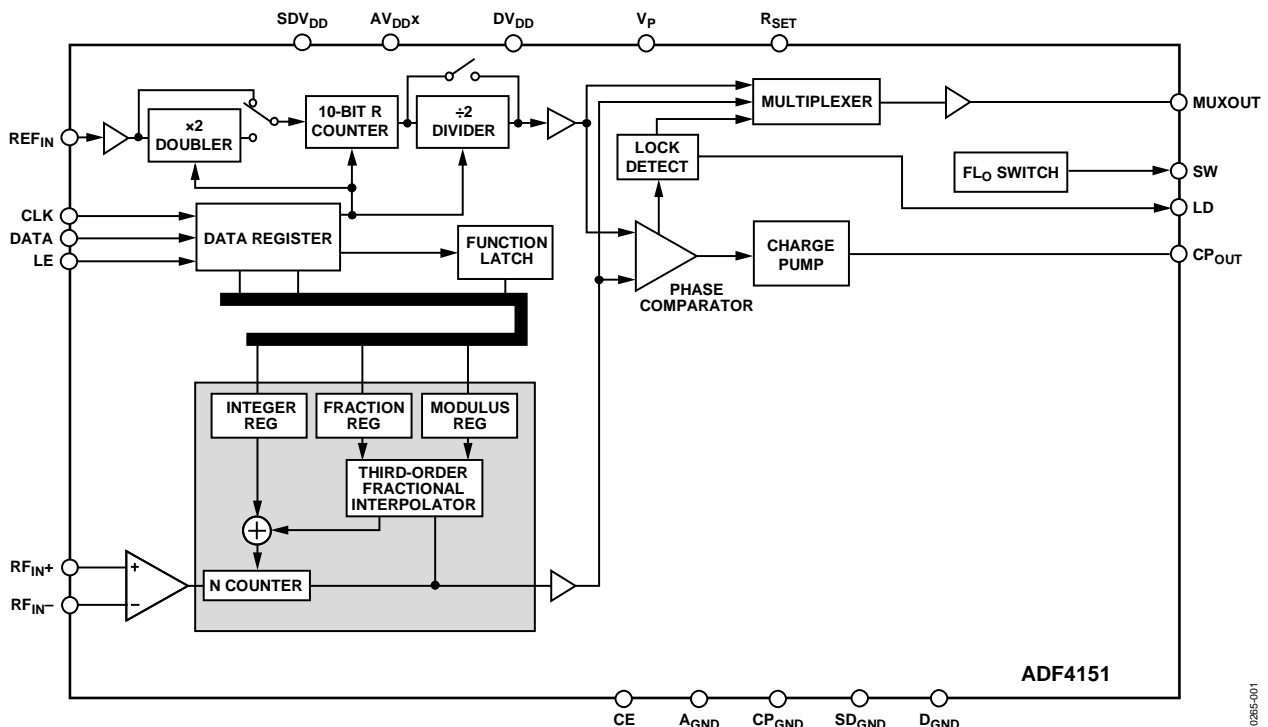 SDVDD
AVDDX
DVDD
VP
RSET
REFIN
×2
DOUBLER
10-BIT R
COUNTER
÷2
DIVIDER
MULTIPLEXER
MUXOUT
LOCK
DETECT
FLO SWITCH
SW
LD
CLK
DATA
LE
DATA REGISTER
FUNCTION
LATCH
PHASE
COMPARATOR
CHARGE
PUMP
CPOUT
INTEGER
REG
FRACTION
REG
MODULUS
REG
THIRD-ORDER
FRACTIONAL
INTERPOLATOR
RFIN+
RFIN−
+
−
N COUNTER
ADF4151
CE
AGND
CPGND
SDGND
DGND
0265-001